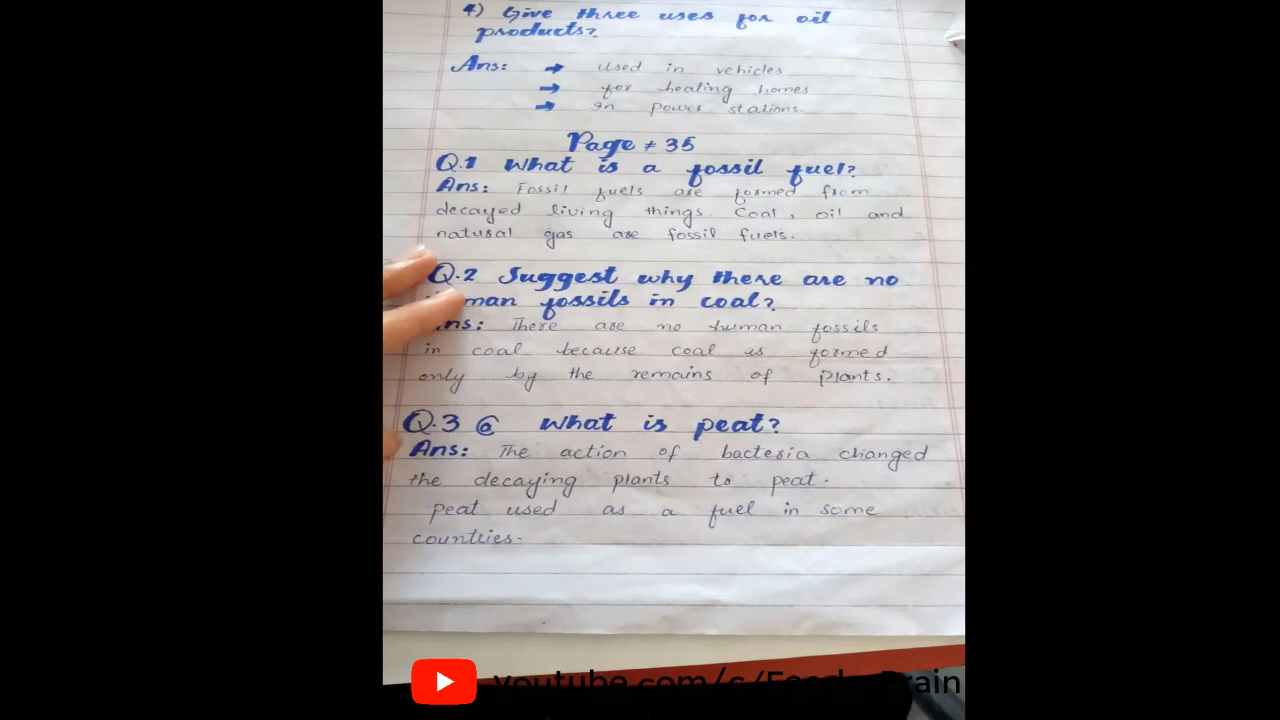 4) Give three uses for oil
products?
Ans: → used in vehicles
→ for heating homes
→ In power stations.
Page # 35
Q.1 What is a fossil fuel?
Ans: Fossil fuels are formed from
decayed living things. Coal, oil and
natural gas are fossil fuels.
Q.2 Suggest why there are no
man fossils in coal?
Ans: There are no human fossils
in coal because coal is formed
only by the remains of plants.
Q.3 @ What is peat?
Ans: The action of bacteria changed
the decaying plants to peat.
Peat used as a fuel in some
countries-
youtube.com/c/ Brain